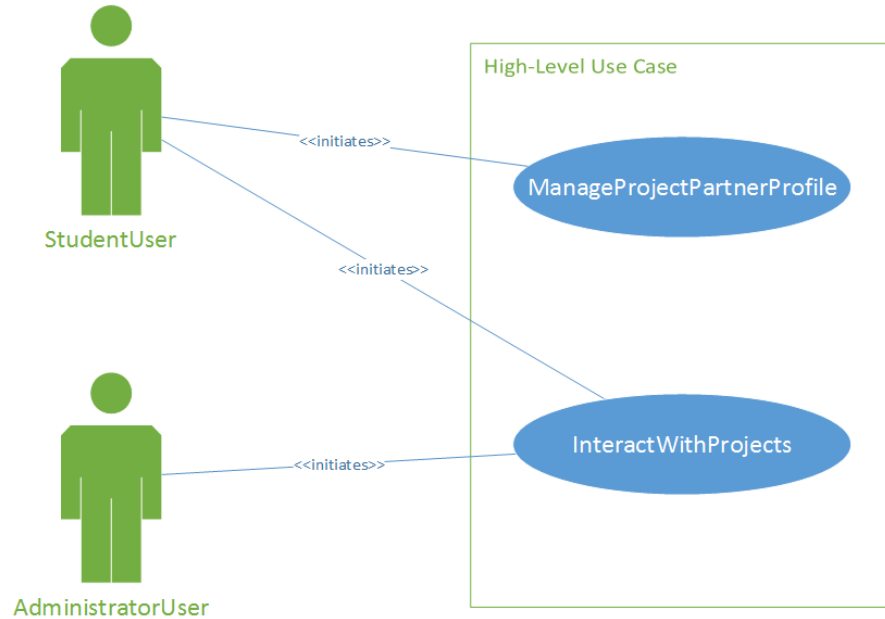 High-Level Use Case
<<initiates>>
ManageProjectPartnerProfile
StudentUser
<<initiates>>
InteractWithProjects
<<initiates>>
AdministratorUser